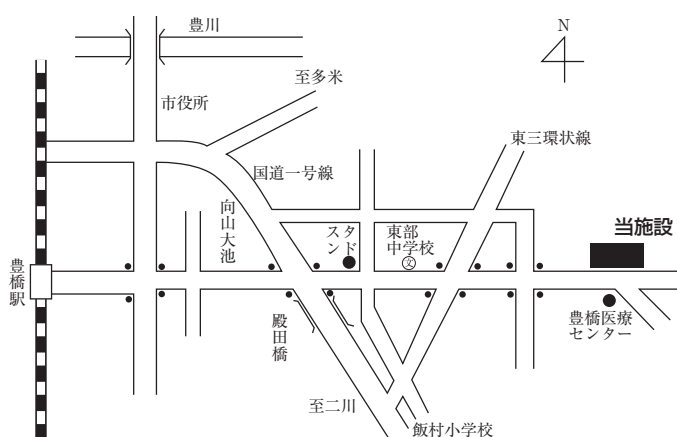 豊川
N
至多米
市役所
東三環状線
国道一号線
向山大池
スタンド
東部
中学校
文
当施設
豊橋駅
豊橋医療
センター
殿田橋
至二川
飯村小学校